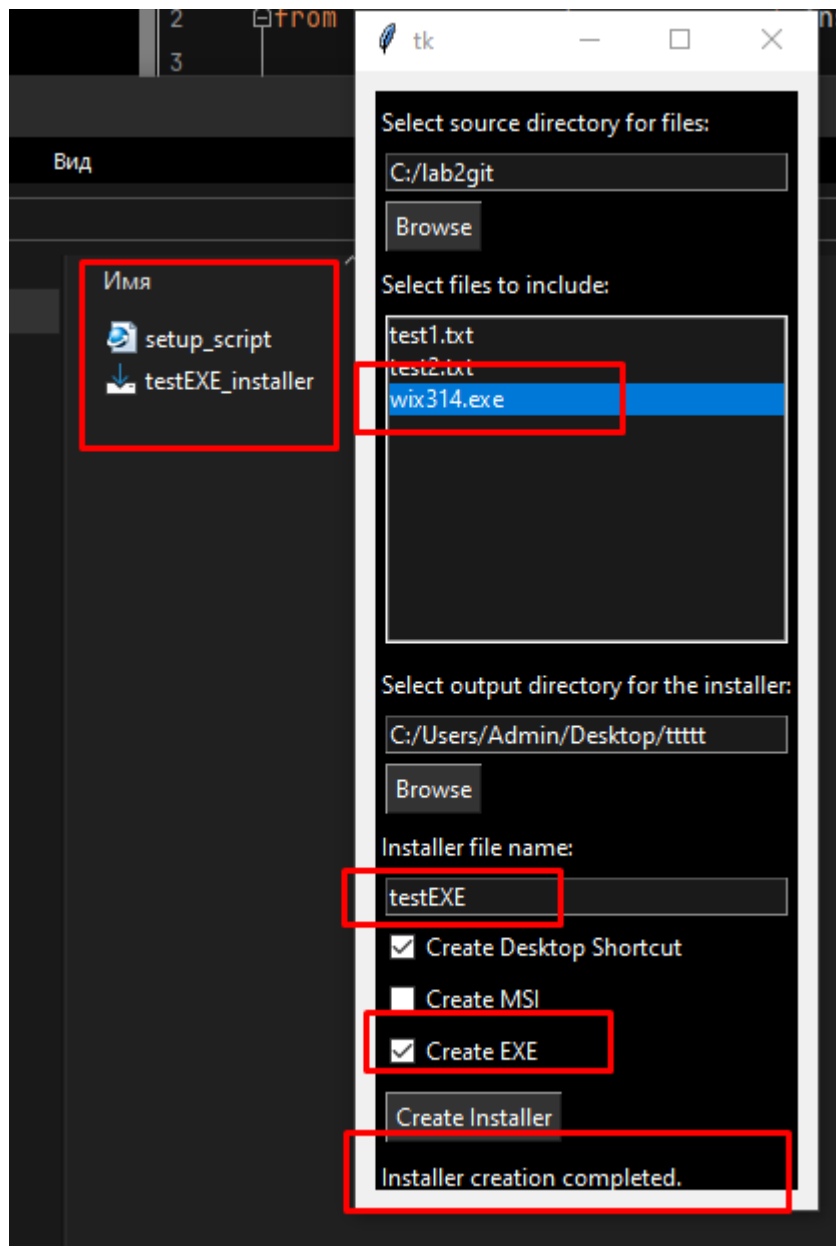 2 from
3
Вид
Имя
setup_script
testEXE_installer
tk
Select source directory for files:
C:/lab2git
Browse
Select files to include:
test1.txt
test2.txt
wix314.exe
Select output directory for the installer:
C:/Users/Admin/Desktop/ttttt
Browse
Installer file name:
testEXE
Create Desktop Shortcut
Create MSI
Create EXE
Create Installer
Installer creation completed.